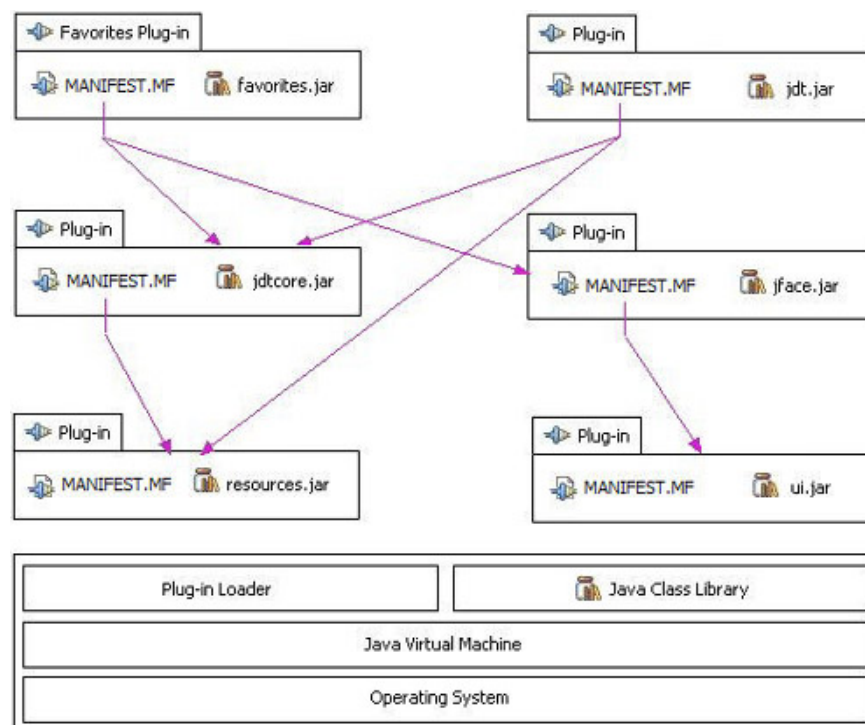 Favorites Plug-in
Plug-in
MANIFEST.MF favorites.jar
MANIFEST.MF jdt.jar
Plug-in
Plug-in
MANIFEST.MF jdtcore.jar
MANIFEST.MF jface.jar
Plug-in
Plug-in
MANIFEST.MF resources.jar
MANIFEST.MF ui.jar
Plug-in Loader
Java Class Library
Java Virtual Machine
Operating System